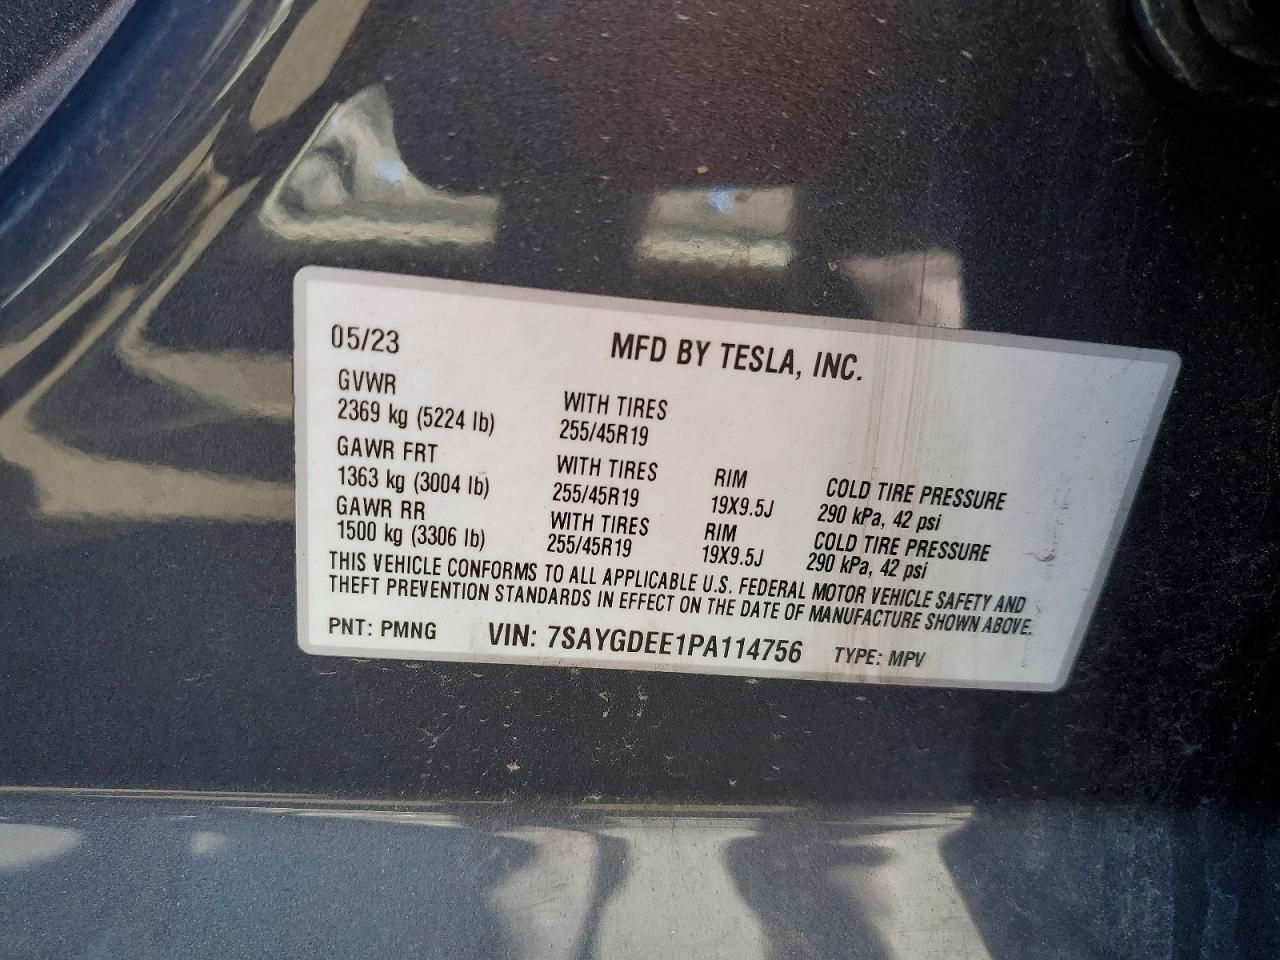 05/23 MFD BY TESLA, INC.
GVWR
2369 kg (5224 lb) WITH TIRES
255/45R19
GAWR FRT WITH TIRES RIM COLD TIRE PRESSURE
1363 kg (3004 lb) 255/45R19 19X9.5J 290 kPa, 42 psi
GAWR RR WITH TIRES RIM COLD TIRE PRESSURE
1500 kg (3306 lb) 255/45R19 19X9.5J 290 kPa, 42 psi
THIS VEHICLE CONFORMS TO ALL APPLICABLE U.S. FEDERAL MOTOR VEHICLE SAFETY AND
THEFT PREVENTION STANDARDS IN EFFECT ON THE DATE OF MANUFACTURE SHOWN ABOVE.
PNT: PMNG VIN: 7SAYGDEE1PA114756 TYPE: MPV